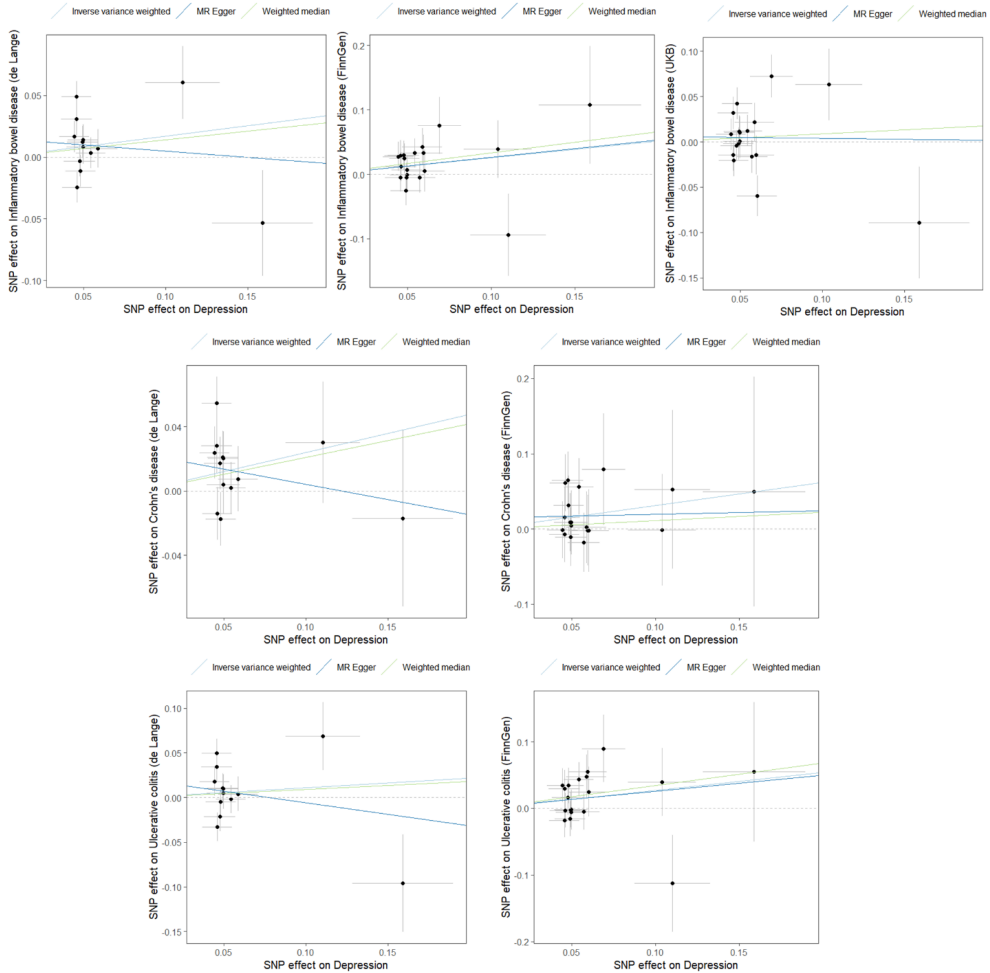 Inverse variance weighted MR Egger Weighted median
SNP effect on Inflammatory bowel disease (de Lange)
0.05
0.00
-0.05
-0.10
0.05 0.10 0.15
SNP effect on Depression
Inverse variance weighted MR Egger Weighted median
SNP effect on Inflammatory bowel disease (FinnGen)
0.2
0.1
0.0
-0.1
0.05 0.10 0.15
SNP effect on Depression
Inverse variance weighted MR Egger Weighted median
SNP effect on Inflammatory bowel disease (UKB)
0.10
0.05
0.00
-0.05
-0.10
-0.15
0.05 0.10 0.15
SNP effect on Depression
Inverse variance weighted MR Egger Weighted median
SNP effect on Crohn's disease (de Lange)
0.04
0.00
-0.04
0.05 0.10 0.15
SNP effect on Depression
Inverse variance weighted MR Egger Weighted median
SNP effect on Crohn's disease (FinnGen)
0.2
0.1
0.0
-0.1
0.05 0.10 0.15
SNP effect on Depression
Inverse variance weighted MR Egger Weighted median
SNP effect on Ulcerative colitis (de Lange)
0.10
0.05
0.00
-0.05
-0.10
-0.15
0.05 0.10 0.15
SNP effect on Depression
Inverse variance weighted MR Egger Weighted median
SNP effect on Ulcerative colitis (FinnGen)
0.1
0.0
-0.1
-0.2
0.05 0.10 0.15
SNP effect on Depression